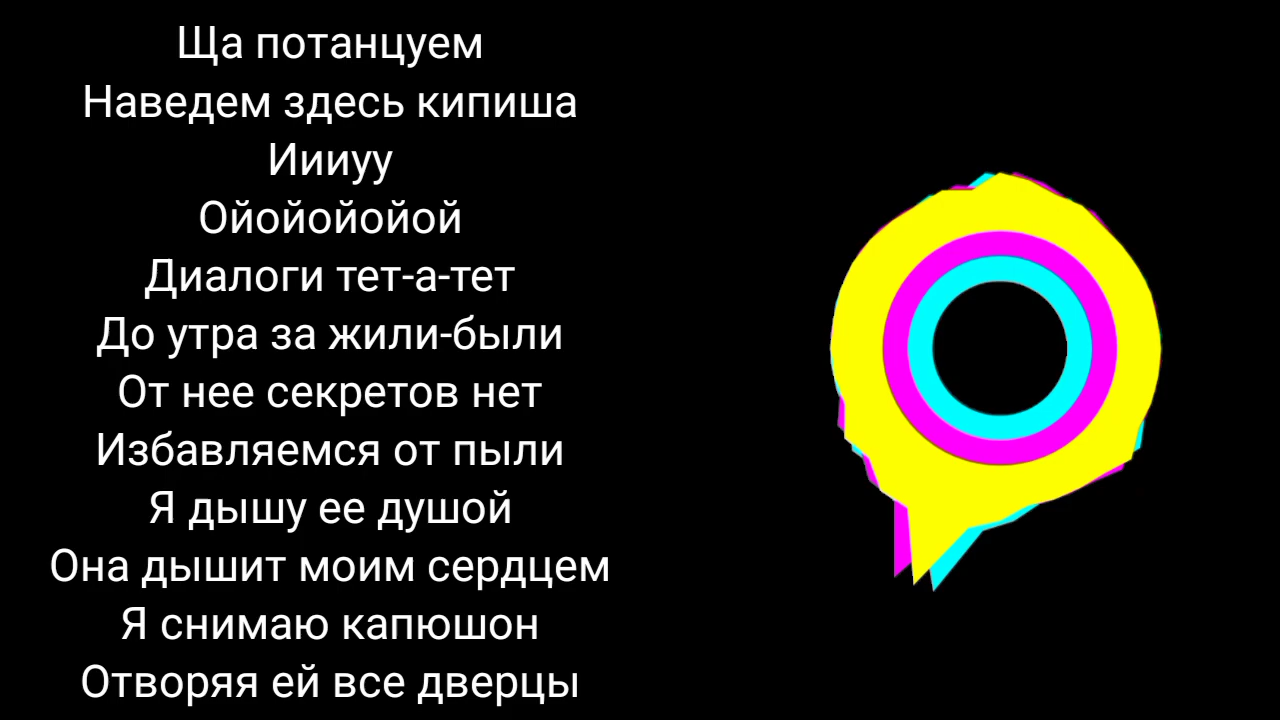 Ща потанцуем
Наведем здесь кипиша
Иииуу
Ойойойойой
Диалоги тет-а-тет
До утра за жили-были
От нее секретов нет
Избавляемся от пыли
Я дышу ее душой
Она дышит моим сердцем
Я снимаю капюшон
Отворяя ей все дверцы